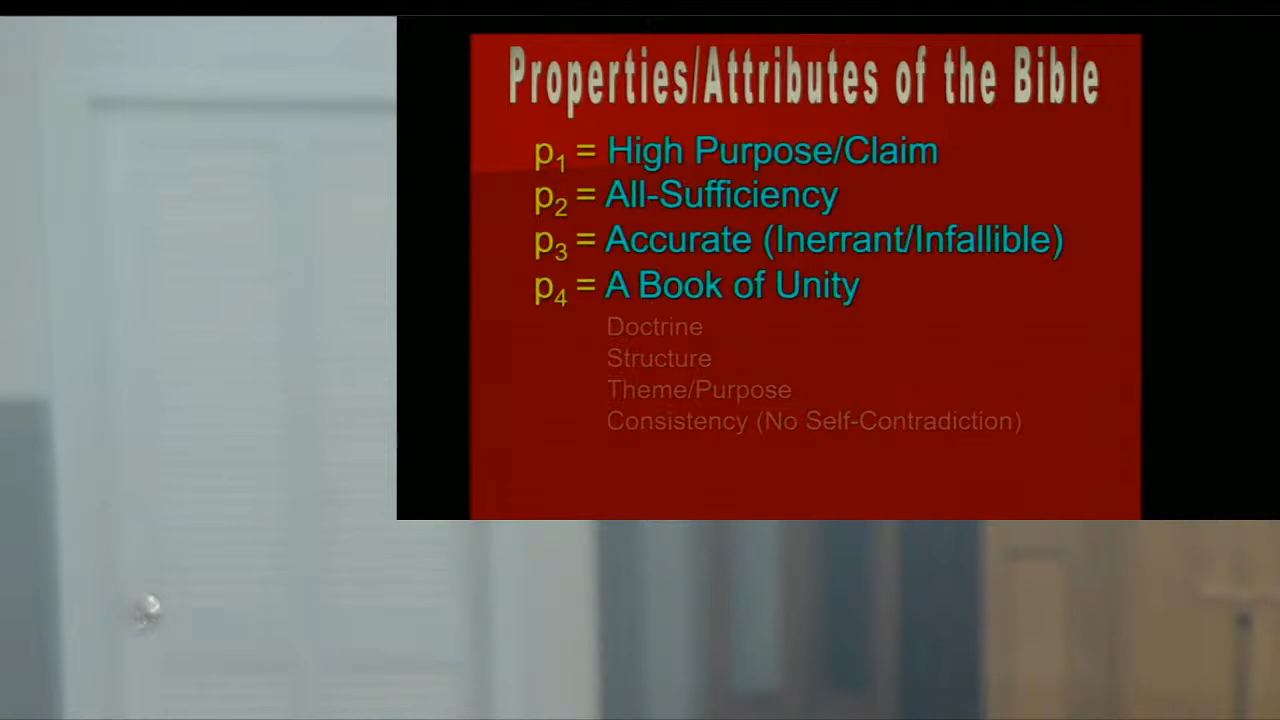 Properties/Attributes of the Bible
p1 = High Purpose/Claim
p2 = All-Sufficiency
p3 = Accurate (Inerrant/Infallible)
p4 = A Book of Unity
Doctrine
Structure
Theme/Purpose
Consistency (No Self-Contradiction)